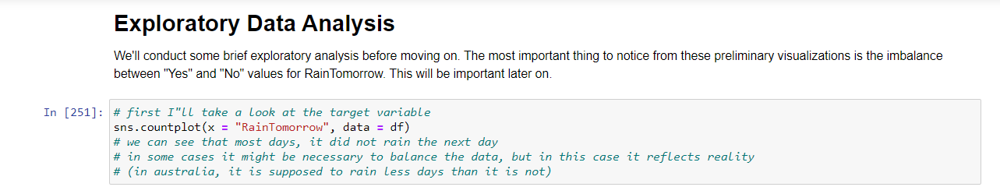 Exploratory Data Analysis
We'll conduct some brief exploratory analysis before moving on. The most important thing to notice from these preliminary visualizations is the imbalance
between "Yes" and "No" values for RainTomorrow. This will be important later on.
In [251]: # first I"ll take a look at the target variable
sns.countplot(x = "RainTomorrow", data = df)
# we can see that most days, it did not rain the next day
# in some cases it might be necessary to balance the data, but in this case it reflects reality
# (in australia, it is supposed to rain less days than it is not)